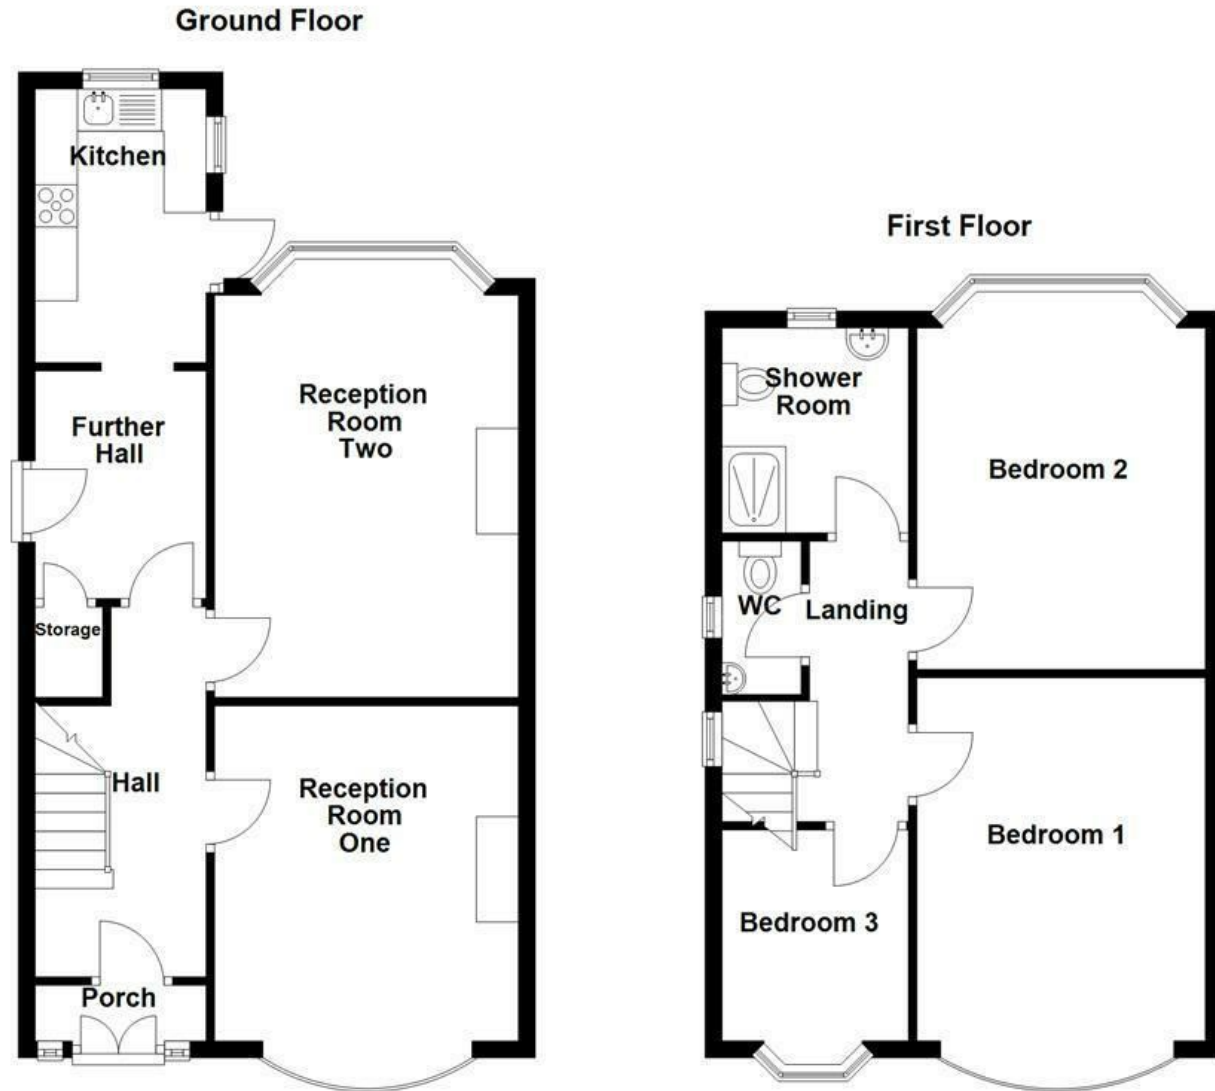 Ground Floor
Kitchen
Further
Hall
Storage
Reception
Room
Two
Hall
Reception
Room
One
Porch
First Floor
Shower
Room
Bedroom 2
WC
Landing
Bedroom 1
Bedroom 3